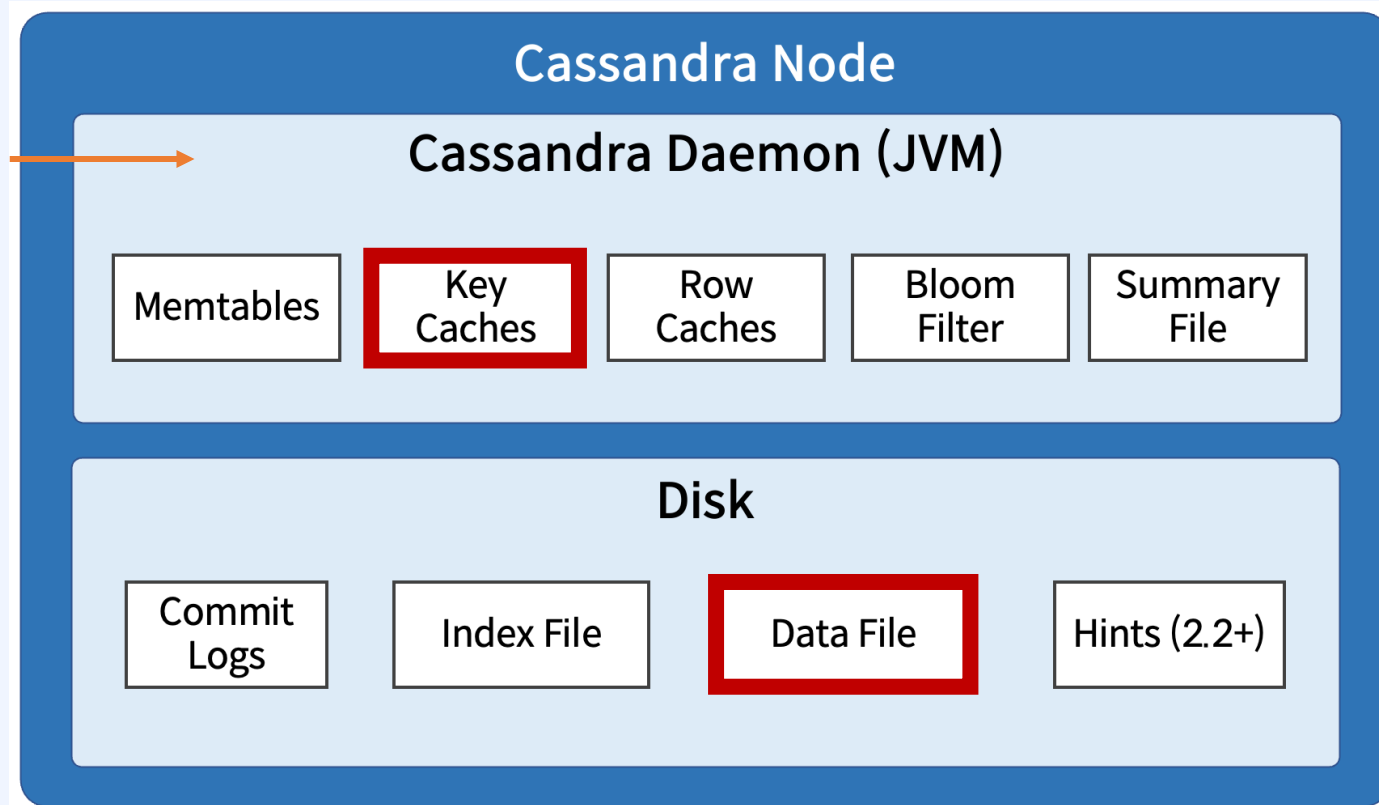 Cassandra Node
Cassandra Daemon (JVM)
Memtables
Key
Caches
Row
Caches
Bloom
Filter
Summary
File
Disk
Commit
Logs
Index File
Data File
Hints (2.2+)